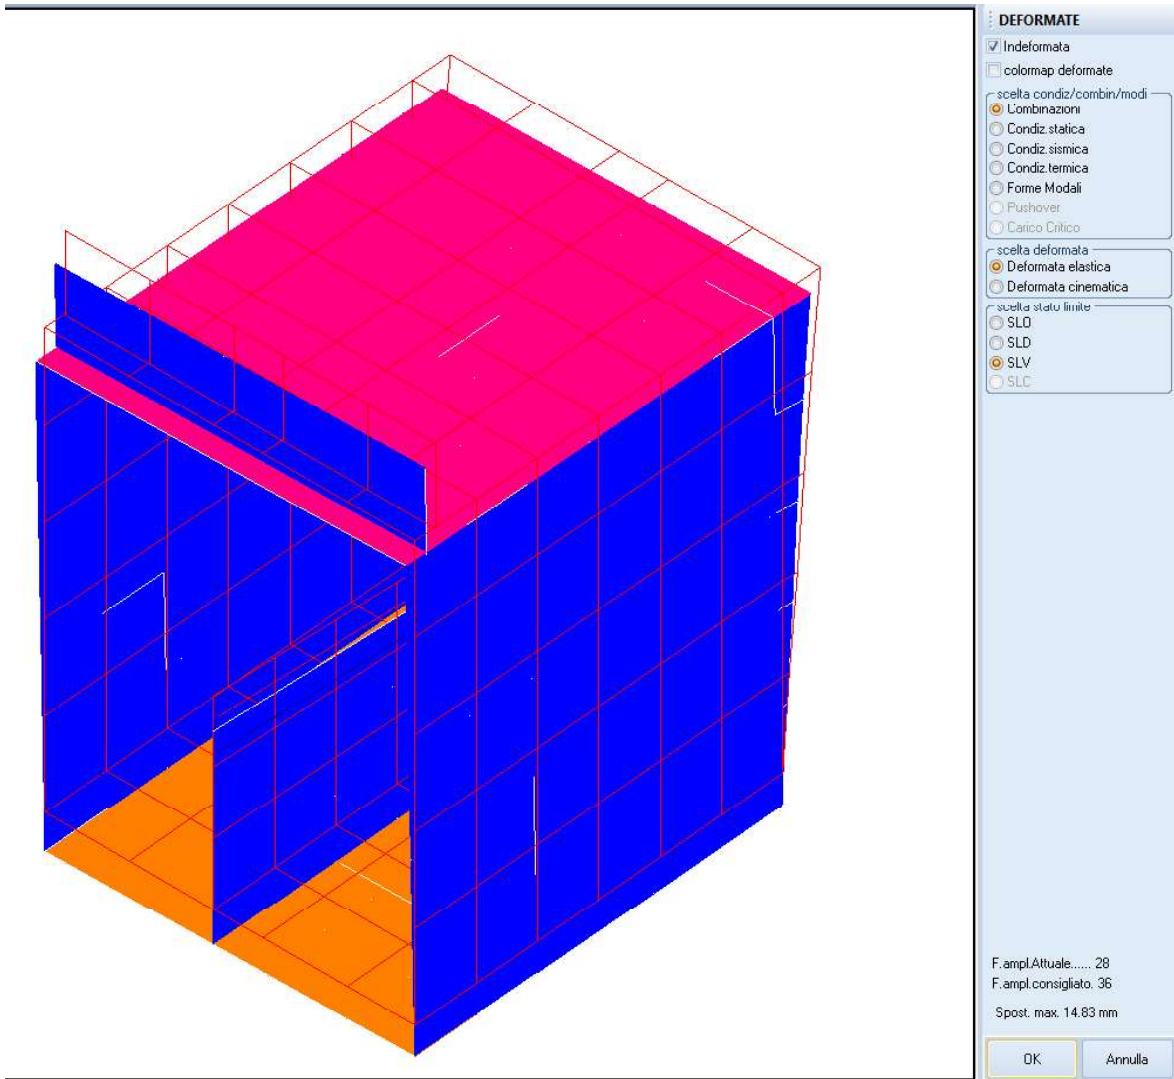 DEFORMATE
Indeformata
colormap deformate
scelta condiz/combin/modi
Combinazioni
Condiz.statica
Condiz.sismica
Condiz.termica
Forme Modali
Pushover
Carico Critico
scelta deformata
Deformata elastica
Deformata cinematica
scelta stato limite
SLO
SLD
SLV
SLC
F.ampl.Attuale...... 28
F.ampl.consigliato. 36
Spost. max. 14.83 mm
OK Annulla